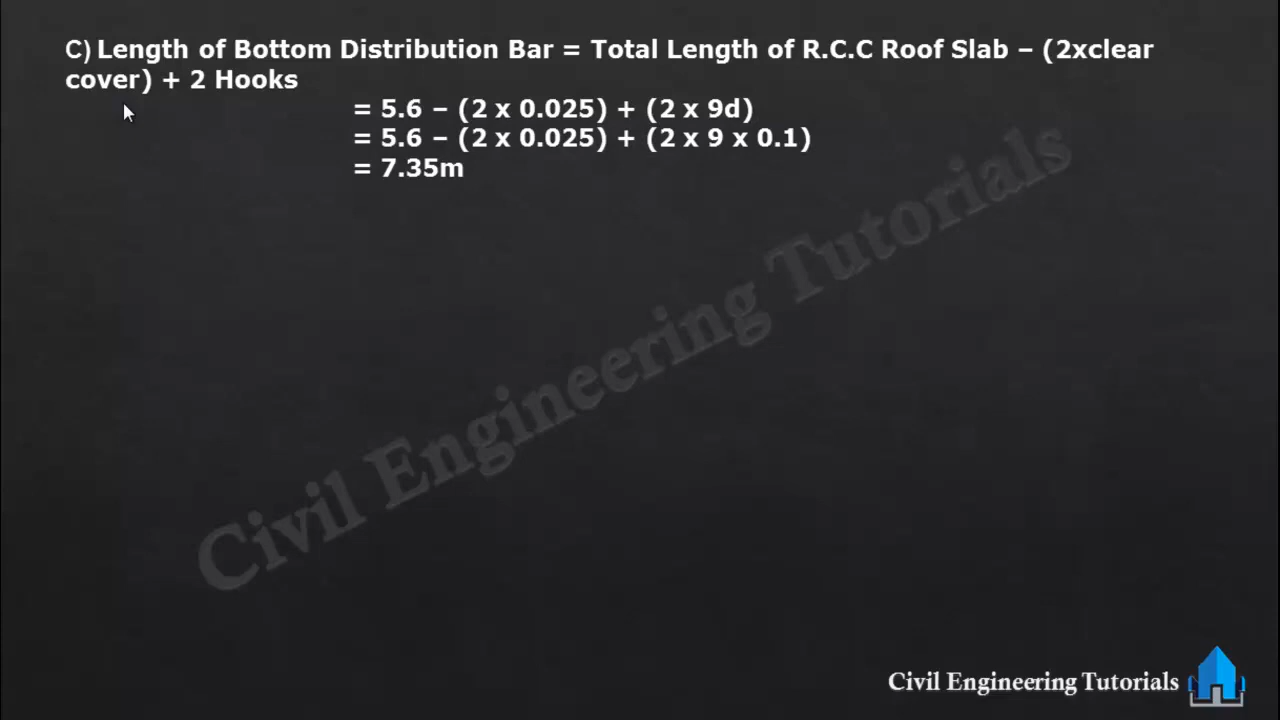 C) Length of Bottom Distribution Bar = Total Length of R.C.C Roof Slab – (2xclear
cover) + 2 Hooks
= 5.6 – (2 x 0.025) + (2 x 9d)
= 5.6 – (2 x 0.025) + (2 x 9 x 0.1)
= 7.35m
Civil Engineering Tutorials
Civil Engineering Tutorials